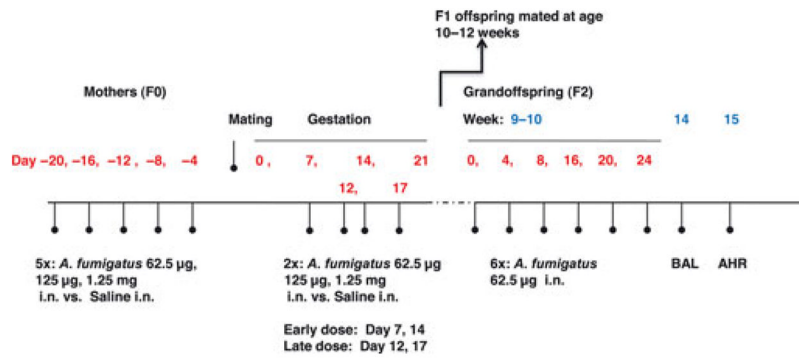 F1 offspring mated at age
10–12 weeks
Mothers (F0)
Grandoffspring (F2)
Mating
Gestation
Week: 9–10
14
15
Day –20, –16, –12 , –8, –4
0 , 7, 14, 21
0, 4, 8, 16, 20, 24
12, 17
5x: A. fumigatus 62.5 µg,
125 µg, 1.25 mg
i.n. vs. Saline i.n.
2x: A. fumigatus 62.5 µg
125 µg, 1.25 mg
i.n. vs. Saline i.n.
Early dose: Day 7, 14
Late dose: Day 12, 17
6x: A. fumigatus
62.5 µg i.n.
BAL
AHR